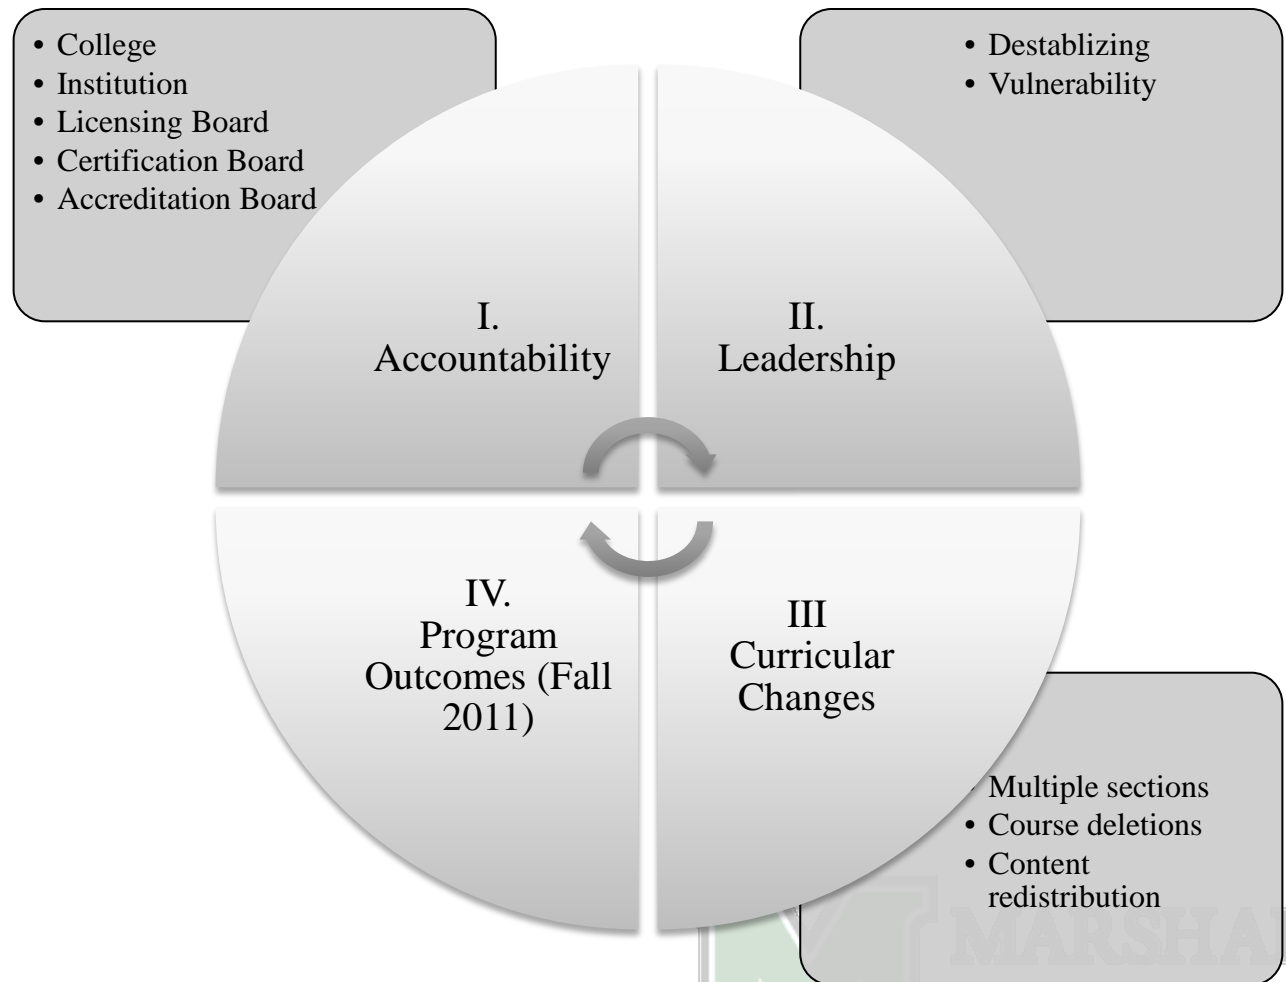 • College
• Institution
• Licensing Board
• Certification Board
• Accreditation Board
• Destablizing
• Vulnerability
I.
Accountability
II.
Leadership
IV.
Program
Outcomes (Fall
2011)
III
Curricular
Changes
• Multiple sections
• Course deletions
• Content
redistribution